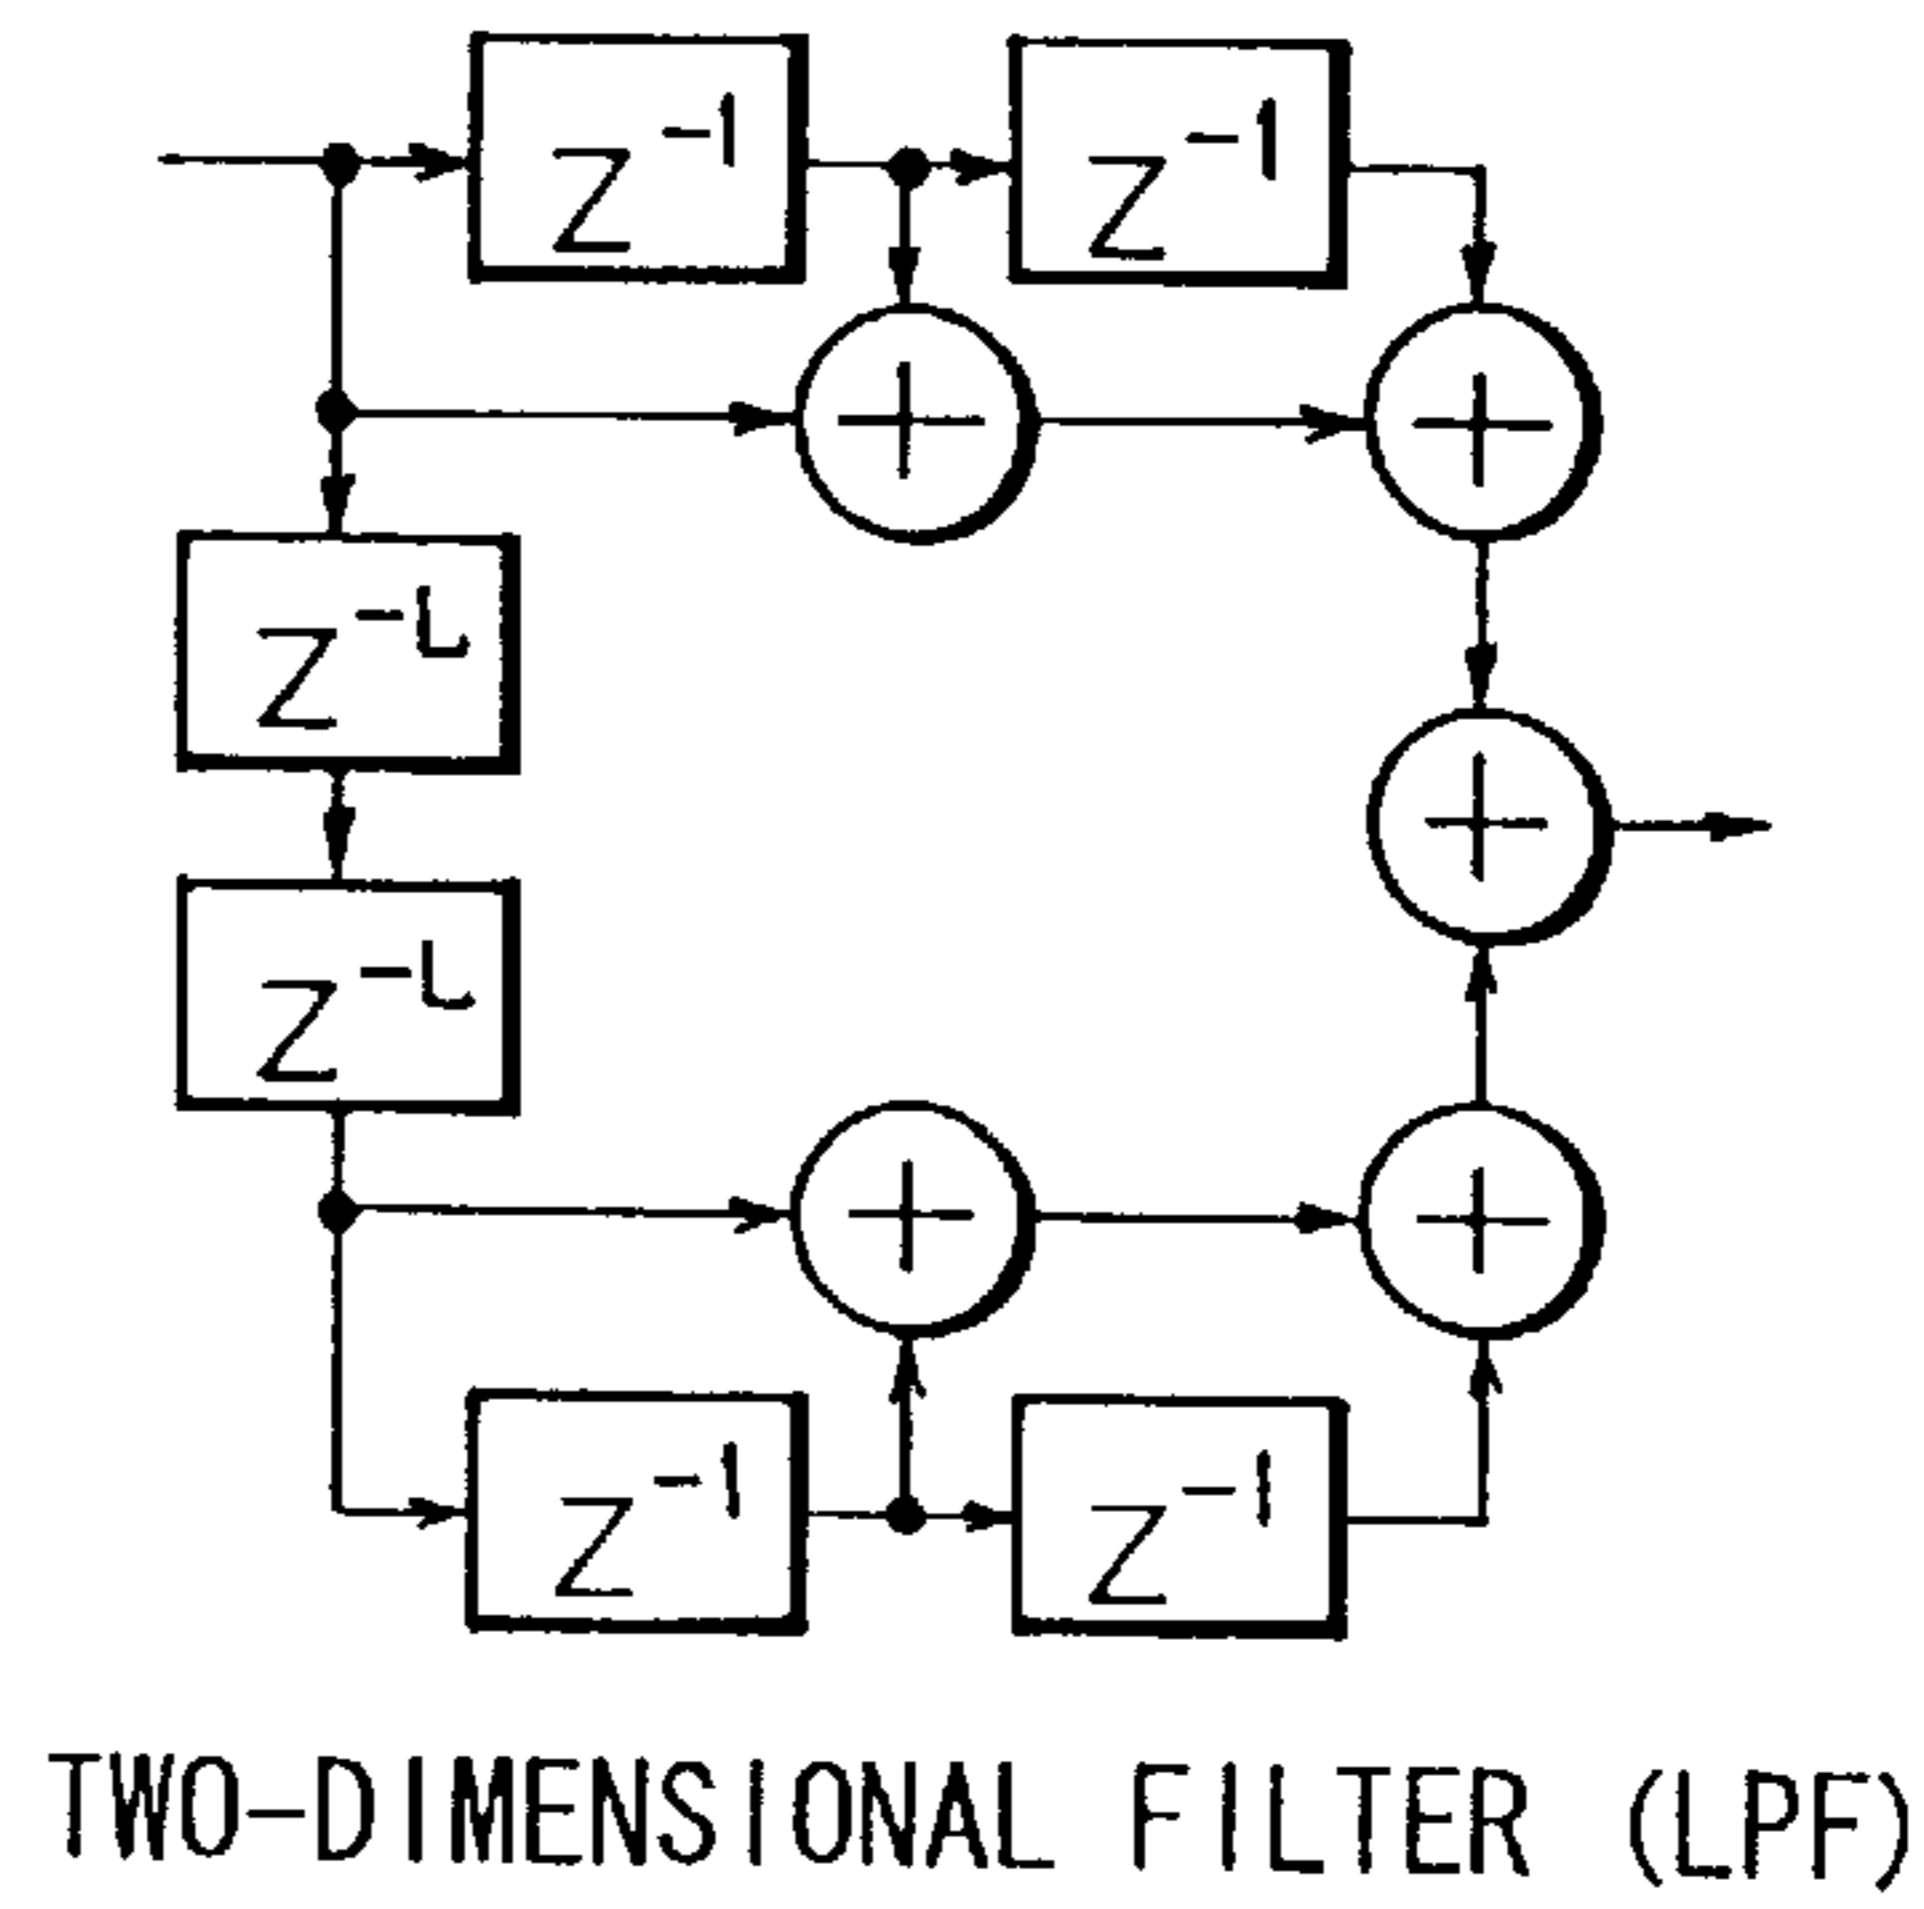 Z⁻¹ Z⁻¹
+ +
Z⁻ᴸ
+
Z⁻ᴸ
+ +
Z⁻¹ Z⁻¹
TWO-DIMENSIONAL FILTER (LPF)